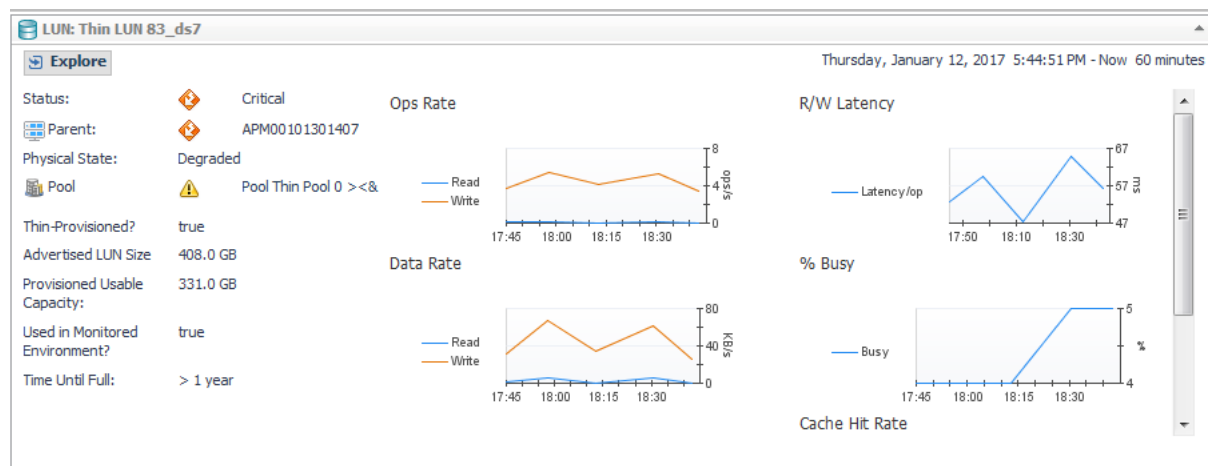 LUN: Thin LUN 83_ds7
Explore
Thursday, January 12, 2017 5:44:51 PM - Now 60 minutes
Status: Critical
Parent: APM00101301407
Physical State: Degraded
Pool Pool Thin Pool 0 ><&
Thin-Provisioned? true
Advertised LUN Size 408.0 GB
Provisioned Usable Capacity: 331.0 GB
Used in Monitored Environment? true
Time Until Full: > 1 year
Ops Rate
Read
Write
8
4
0
ops/s
17:45 18:00 18:15 18:30
R/W Latency
Latency/op
67
57
47
ms
17:50 18:10 18:30
Data Rate
Read
Write
80
40
0
KB/s
17:45 18:00 18:15 18:30
% Busy
Busy
5
4
%
17:45 18:00 18:15 18:30
Cache Hit Rate